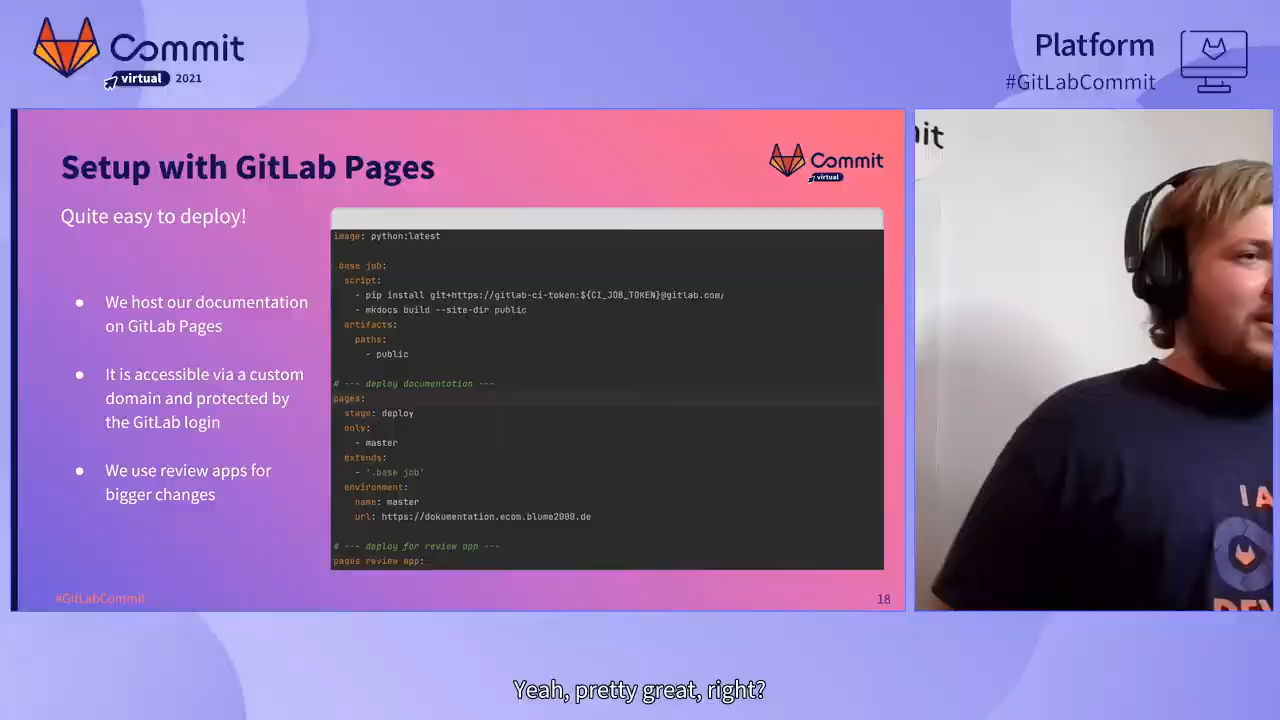 Commit
virtual 2021
Platform
#GitLabCommit
Setup with GitLab Pages
Commit
virtual
Quite easy to deploy!
We host our documentation
on GitLab Pages
It is accessible via a custom
domain and protected by
the GitLab login
We use review apps for
bigger changes
image: python:latest
base job:
script:
- pip install git+https://gitlab-ci-token:${CI_JOB_TOKEN}@gitlab.com/
- mkdocs build --site-dir public
artifacts:
paths:
- public
# --- deploy documentation ---
pages:
stage: deploy
only:
- master
extends:
- '.base job'
environment:
name: master
url: https://dokumentation.ecom.blume2000.de
# --- deploy for review app ---
pages review app:
#GitLabCommit
18
it
I A
DEV
Yeah, pretty great, right?